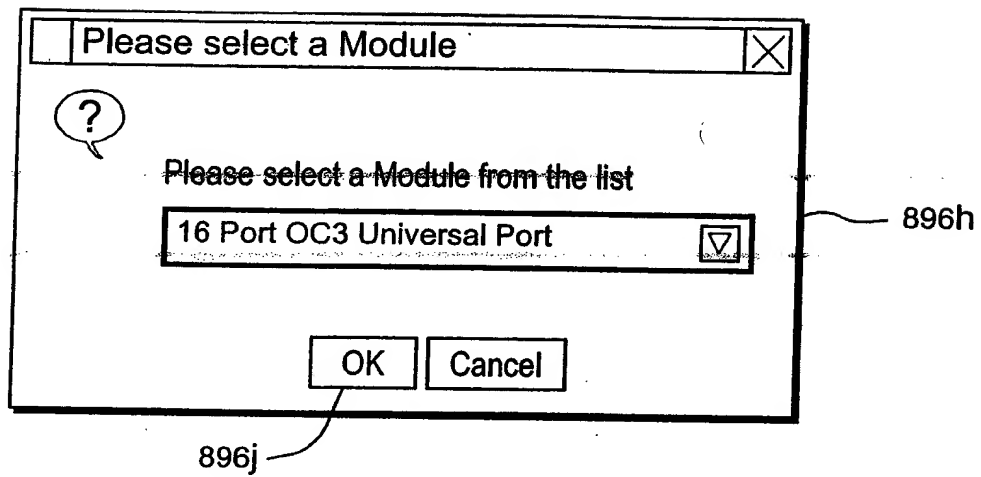 Please select a Module
?
Please select a Module from the list
16 Port OC3 Universal Port
896h
OK Cancel
896j